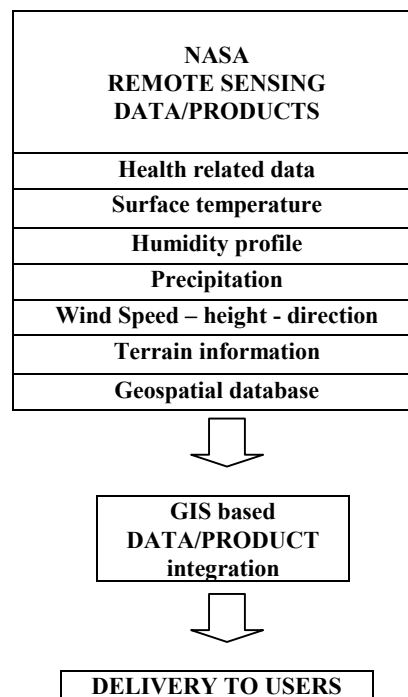 NASA
REMOTE SENSING
DATA/PRODUCTS
Health related data
Surface temperature
Humidity profile
Precipitation
Wind Speed – height - direction
Terrain information
Geospatial database
GIS based
DATA/PRODUCT
integration
DELIVERY TO USERS